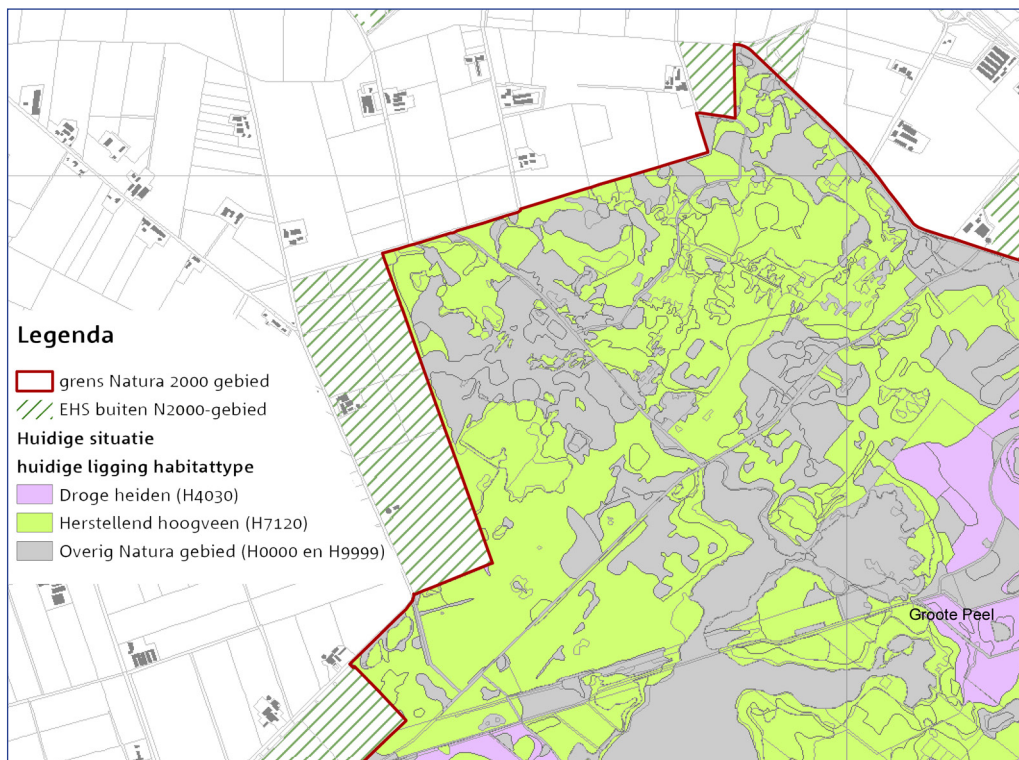 Legenda
grens Natura 2000 gebied
EHS buiten N2000-gebied
Huidige situatie
huidige ligging habitattype
Droge heiden (H4030)
Herstellend hoogveen (H7120)
Overig Natura gebied (H0000 en H9999)
Groote Peel